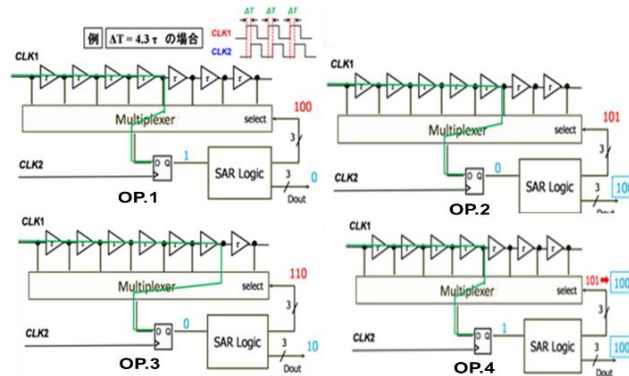 例 ΔT = 4.3 τ の場合
ΔT ΔT ΔT
CLK1
CLK2
CLK1
τ τ τ τ τ τ τ
Multiplexer
select
100
3
CLK2
D Q
1
SAR Logic
3
0
Dout
OP.1
CLK1
τ τ τ τ τ τ τ
Multiplexer
select
101
3
CLK2
D Q
0
SAR Logic
3
100
Dout
OP.2
CLK1
τ τ τ τ τ τ τ
Multiplexer
select
110
3
CLK2
D Q
0
SAR Logic
3
10
Dout
OP.3
CLK1
τ τ τ τ τ τ τ
Multiplexer
select
101 ➡ 100
3
CLK2
D Q
1
SAR Logic
3
100
Dout
OP.4